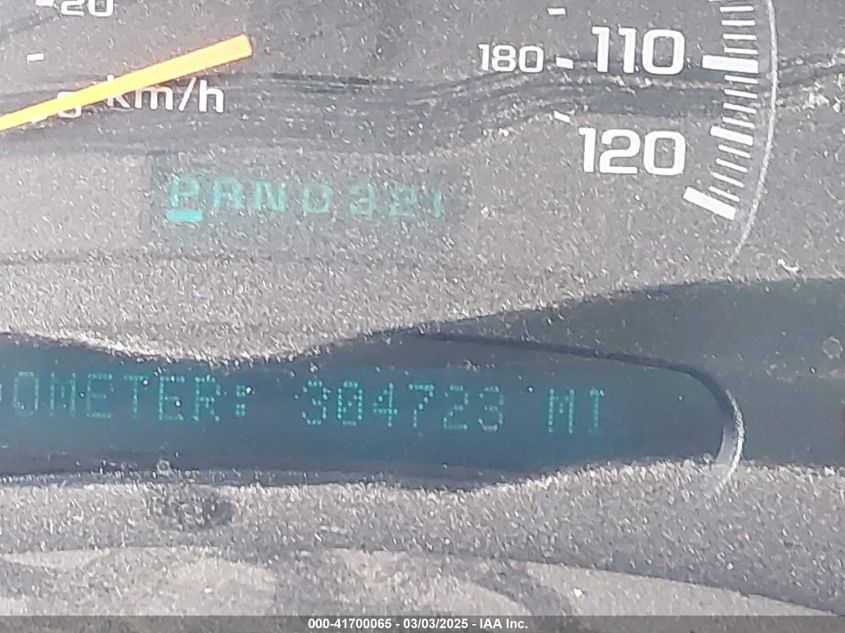 20
km/h
110
180
120
PRND321
OMETER: 304723 MI
000-41700065 - 03/03/2025 - IAA Inc.